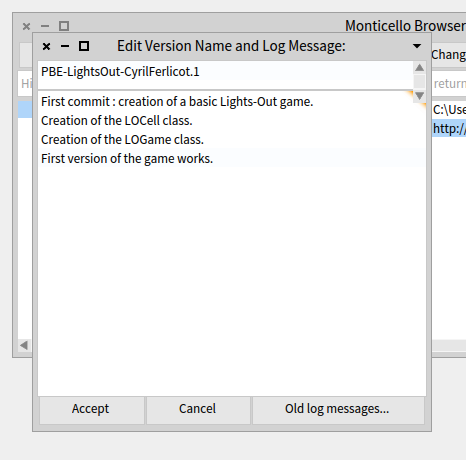 Monticello Browser
Edit Version Name and Log Message:
Chang
Hi
return
PBE-LightsOut-CyrilFerlicot.1
First commit : creation of a basic Lights-Out game.
C:\Use
Creation of the LOCell class.
http:/
Creation of the LOGame class.
First version of the game works.
Accept
Cancel
Old log messages...